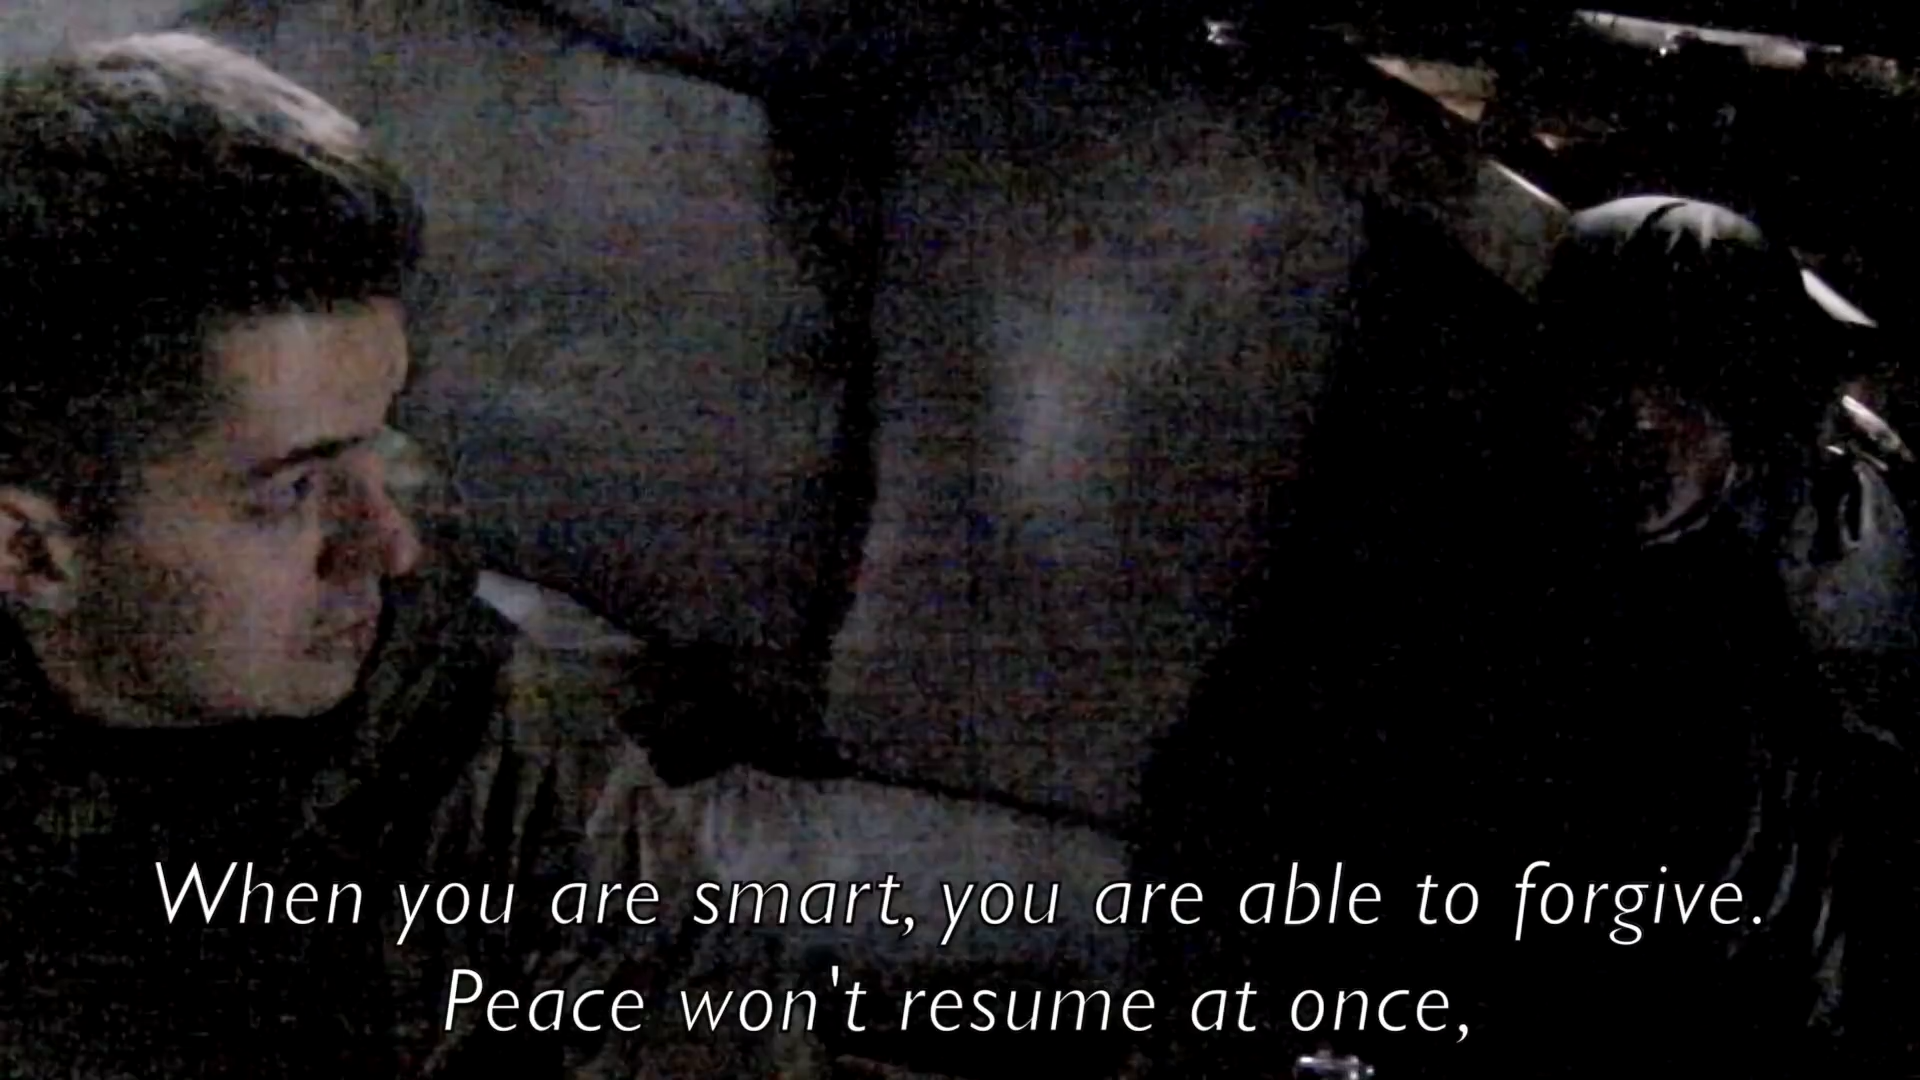 When you are smart, you are able to forgive.
Peace won't resume at once,